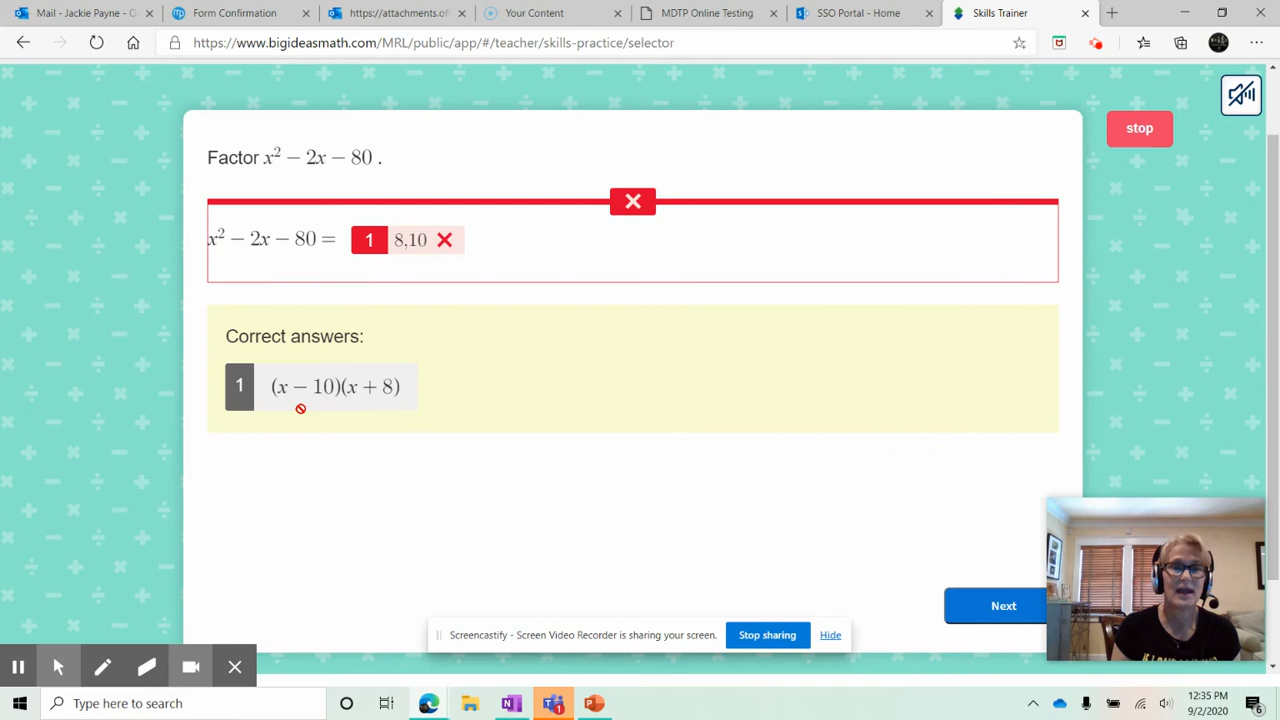 Mail - Jackie Payne - O
Form Confirmation
https://attachments.of
Your Content
MDTP Online Testing
SSO Portal - Home
Skills Trainer
https://www.bigideasmath.com/MRL/public/app/#/teacher/skills-practice/selector
stop
Factor x² − 2x − 80 .
x² − 2x − 80 = 1 8,10
Correct answers:
1 (x − 10)(x + 8)
Next
Screencastify - Screen Video Recorder is sharing your screen. Stop sharing Hide
Type here to search
12:35 PM
9/2/2020
1
6